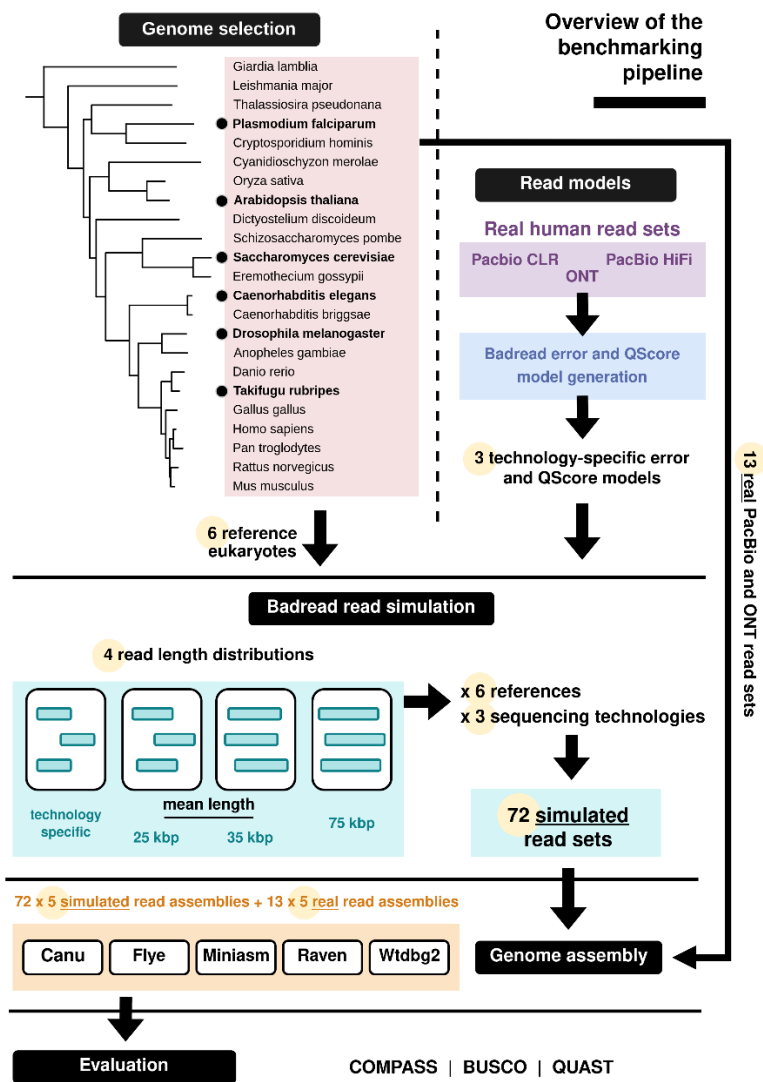 Genome selection
Overview of the
benchmarking
pipeline
Giardia lamblia
Leishmania major
Thalassiosira pseudonana
Plasmodium falciparum
Cryptosporidium hominis
Cyanidioschyzon merolae
Oryza sativa
Arabidopsis thaliana
Dictyostelium discoideum
Schizosaccharomyces pombe
Saccharomyces cerevisiae
Eremothecium gossypii
Caenorhabditis elegans
Caenorhabditis briggsae
Drosophila melanogaster
Anopheles gambiae
Danio rerio
Takifugu rubripes
Gallus gallus
Homo sapiens
Pan troglodytes
Rattus norvegicus
Mus musculus
6 reference
eukaryotes
Read models
Real human read sets
Pacbio CLR PacBio HiFi
ONT
Badread error and QScore
model generation
3 technology-specific error
and QScore models
13 real PacBio and ONT read sets
Badread read simulation
4 read length distributions
technology
specific
mean length
25 kbp 35 kbp
75 kbp
x 6 references
x 3 sequencing technologies
72 simulated
read sets
72 x 5 simulated read assemblies + 13 x 5 real read assemblies
Canu Flye Miniasm Raven Wtdbg2
Genome assembly
Evaluation
COMPASS | BUSCO | QUAST